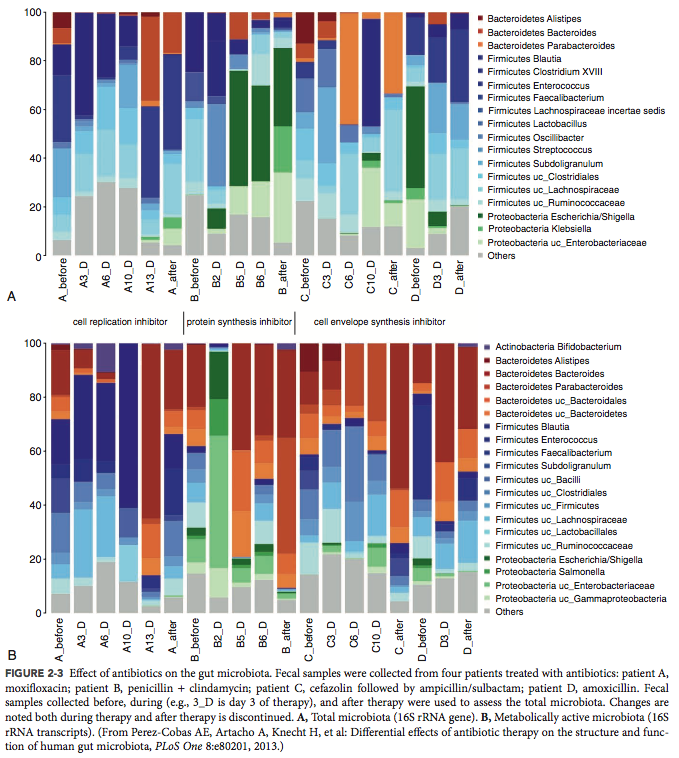 100
80
60
40
20
0
A_before
A3_D
A6_D
A10_D
A13_D
A_after
B_before
B2_D
B5_D
B6_D
B_after
C_before
C3_D
C6_D
C10_D
C_after
D_before
D3_D
D_after
Bacteroidetes Alistipes
Bacteroidetes Bacteroides
Bacteroidetes Parabacteroides
Firmicutes Blautia
Firmicutes Clostridium XVIII
Firmicutes Enterococcus
Firmicutes Faecalibacterium
Firmicutes Lachnospiraceae incertae sedis
Firmicutes Lactobacillus
Firmicutes Oscillibacter
Firmicutes Streptococcus
Firmicutes Subdoligranulum
Firmicutes uc_Clostridiales
Firmicutes uc_Lachnospiraceae
Firmicutes uc_Ruminococcaceae
Proteobacteria Escherichia/Shigella
Proteobacteria Klebsiella
Proteobacteria uc_Enterobacteriaceae
Others
A
cell replication inhibitor
protein synthesis inhibitor
cell envelope synthesis inhibitor
100
80
60
40
20
0
A_before
A3_D
A6_D
A10_D
A13_D
A_after
B_before
B2_D
B5_D
B6_D
B_after
C_before
C3_D
C6_D
C10_D
C_after
D_before
D3_D
D_after
Actinobacteria Bifidobacterium
Bacteroidetes Alistipes
Bacteroidetes Bacteroides
Bacteroidetes Parabacteroides
Bacteroidetes uc_Bacteroidales
Bacteroidetes uc_Bacteroidetes
Firmicutes Blautia
Firmicutes Enterococcus
Firmicutes Faecalibacterium
Firmicutes Subdoligranulum
Firmicutes uc_Bacilli
Firmicutes uc_Clostridiales
Firmicutes uc_Firmicutes
Firmicutes uc_Lachnospiraceae
Firmicutes uc_Lactobacillales
Firmicutes uc_Ruminococcaceae
Proteobacteria Escherichia/Shigella
Proteobacteria Salmonella
Proteobacteria uc_Enterobacteriaceae
Proteobacteria uc_Gammaproteobacteria
Others
B
FIGURE 2-3 Effect of antibiotics on the gut microbiota. Fecal samples were collected from four patients treated with antibiotics: patient A,
moxifloxacin; patient B, penicillin + clindamycin; patient C, cefazolin followed by ampicillin/sulbactam; patient D, amoxicillin. Fecal
samples collected before, during (e.g., 3_D is day 3 of therapy), and after therapy were used to assess the total microbiota. Changes are
noted both during therapy and after therapy is discontinued. A, Total microbiota (16S rRNA gene). B, Metabolically active microbiota (16S
rRNA transcripts). (From Perez-Cobas AE, Artacho A, Knecht H, et al: Differential effects of antibiotic therapy on the structure and func-
tion of human gut microbiota, PLoS One 8:e80201, 2013.)